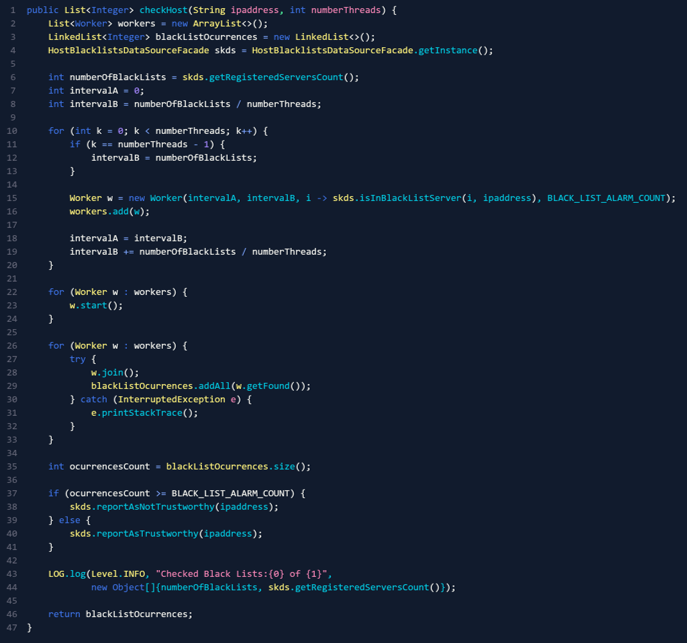 1 public List<Integer> checkHost(String ipaddress, int numberThreads) {
2     List<Worker> workers = new ArrayList<>();
3     LinkedList<Integer> blackListOcurrences = new LinkedList<>();
4     HostBlacklistsDataSourceFacade skds = HostBlacklistsDataSourceFacade.getInstance();
5
6     int numberOfBlackLists = skds.getRegisteredServersCount();
7     int intervalA = 0;
8     int intervalB = numberOfBlackLists / numberThreads;
9
10     for (int k = 0; k < numberThreads; k++) {
11         if (k == numberThreads - 1) {
12             intervalB = numberOfBlackLists;
13         }
14
15         Worker w = new Worker(intervalA, intervalB, i -> skds.isInBlackListServer(i, ipaddress), BLACK_LIST_ALARM_COUNT);
16         workers.add(w);
17
18         intervalA = intervalB;
19         intervalB += numberOfBlackLists / numberThreads;
20     }
21
22     for (Worker w : workers) {
23         w.start();
24     }
25
26     for (Worker w : workers) {
27         try {
28             w.join();
29             blackListOcurrences.addAll(w.getFound());
30         } catch (InterruptedException e) {
31             e.printStackTrace();
32         }
33     }
34
35     int ocurrencesCount = blackListOcurrences.size();
36
37     if (ocurrencesCount >= BLACK_LIST_ALARM_COUNT) {
38         skds.reportAsNotTrustworthy(ipaddress);
39     } else {
40         skds.reportAsTrustworthy(ipaddress);
41     }
42
43     LOG.log(Level.INFO, "Checked Black Lists:{0} of {1}",
44             new Object[]{numberOfBlackLists, skds.getRegisteredServersCount()});
45
46     return blackListOcurrences;
47 }